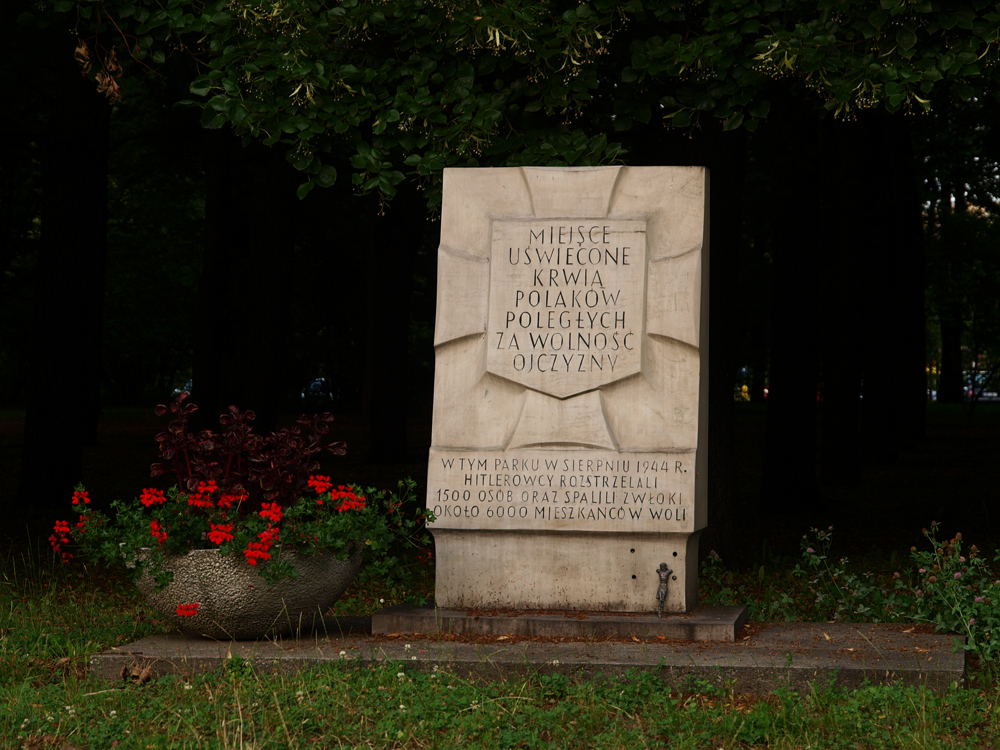 MIEJSCE
UŚWIĘCONE
KRWIĄ
POLAKÓW
POLEGŁYCH
ZA WOLNOŚĆ
OJCZYZNY
W TYM PARKU W SIERPNIU 1944 R.
HITLEROWCY ROZSTRZELALI
1500 OSÓB ORAZ SPALILI ZWŁOKI
OKOŁO 6000 MIESZKAŃCÓW WOLI